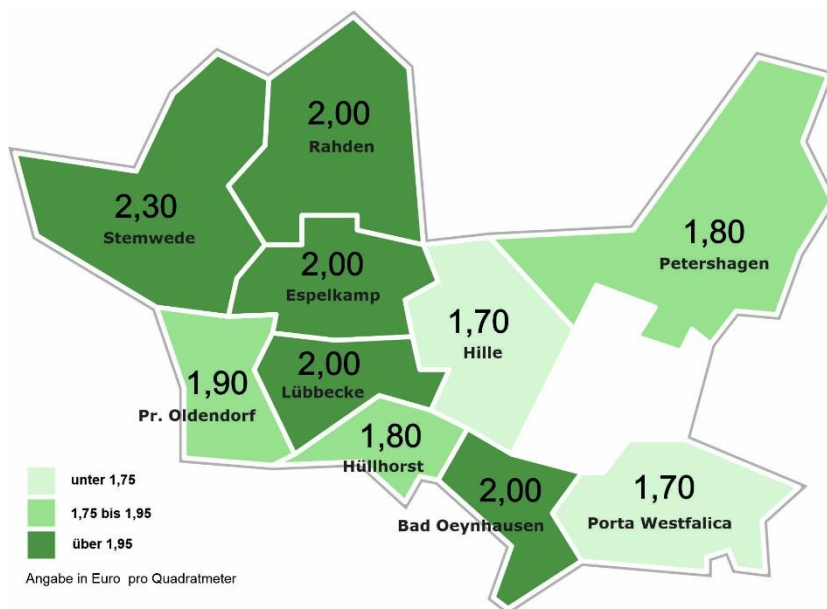 2,00
Rahden
2,30
Stemwede
1,80
Petershagen
2,00
Espelkamp
1,70
Hille
2,00
Lübbecke
1,90
Pr. Oldendorf
1,80
Hüllhorst
2,00
Bad Oeynhausen
1,70
Porta Westfalica
unter 1,75
1,75 bis 1,95
über 1,95
Angabe in Euro pro Quadratmeter